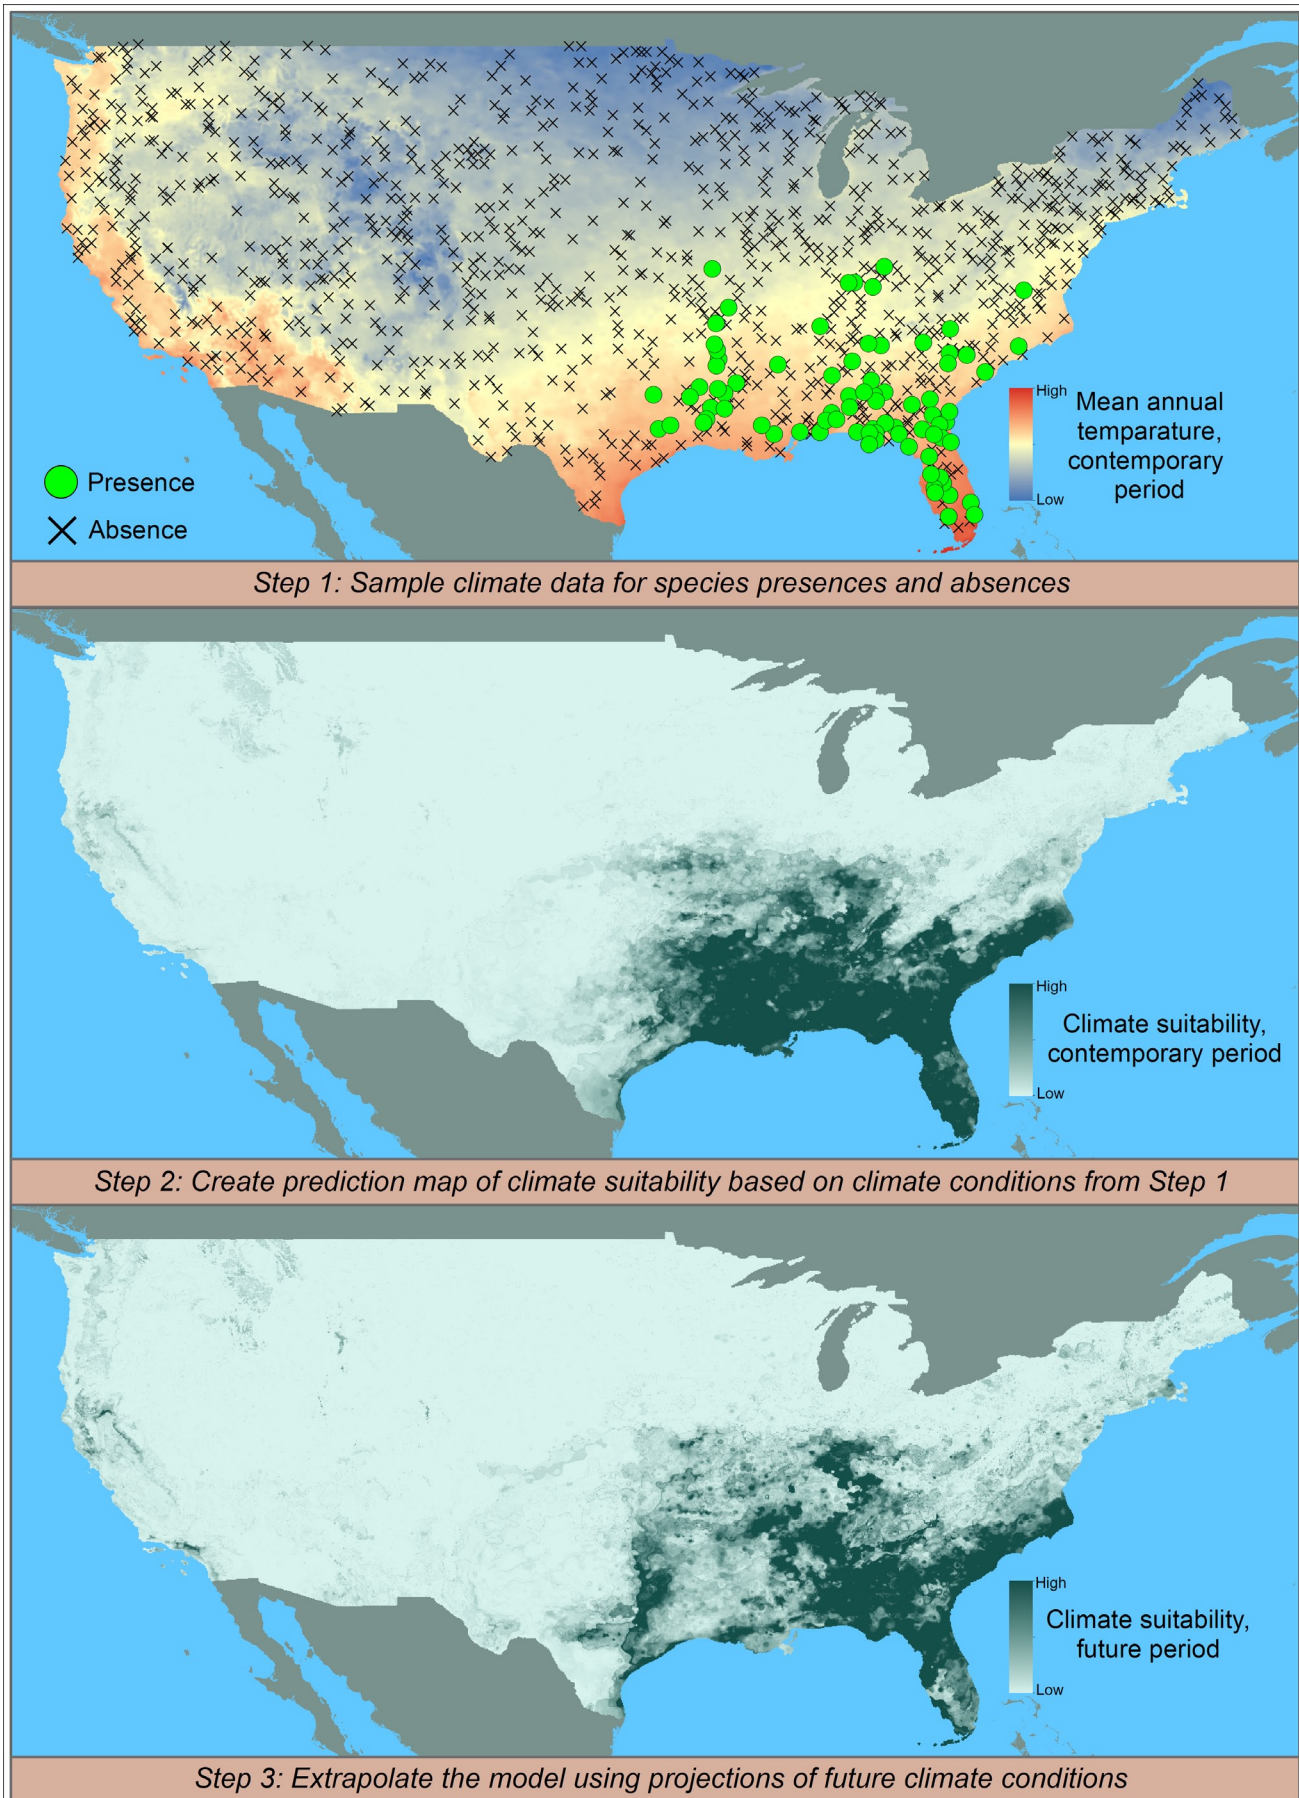 High
Mean annual
temparature,
contemporary
period
Low
Presence
Absence
Step 1: Sample climate data for species presences and absences
High
Climate suitability,
contemporary period
Low
Step 2: Create prediction map of climate suitability based on climate conditions from Step 1
High
Climate suitability,
future period
Low
Step 3: Extrapolate the model using projections of future climate conditions